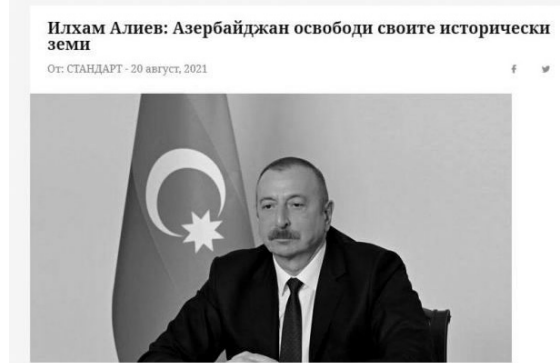 Илхам Алиев: Азербайджан освободи своите исторически
земи
От: СТАНДАРТ - 20 август, 2021